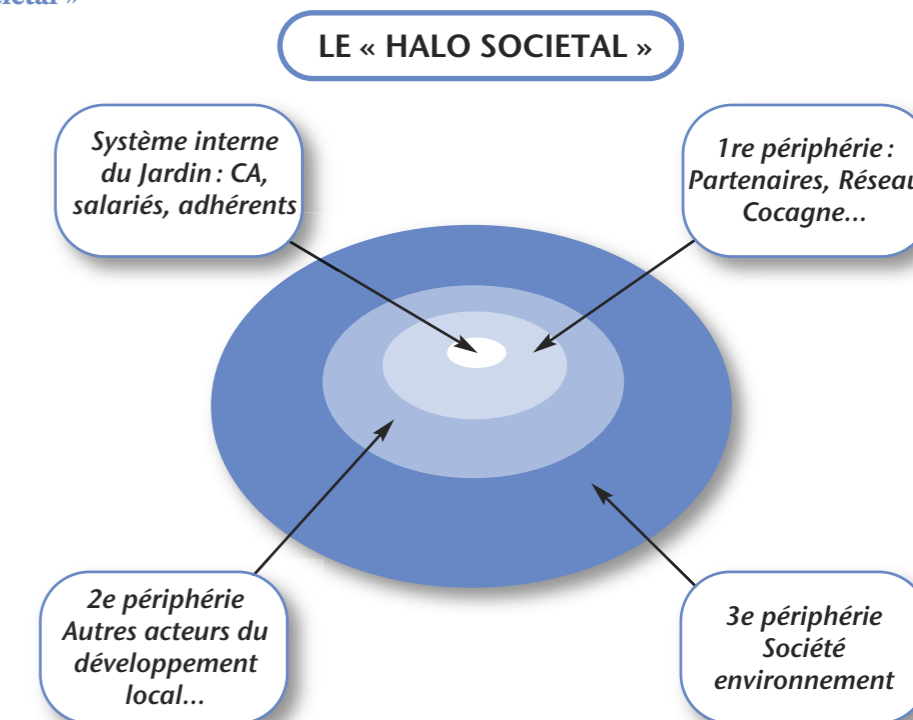 LE « HALO SOCIETAL »
Système interne
du Jardin : CA,
salariés, adhérents
1re périphérie :
Partenaires, Réseau
Cocagne...
2e périphérie
Autres acteurs du
développement
local...
3e périphérie
Société
environnement